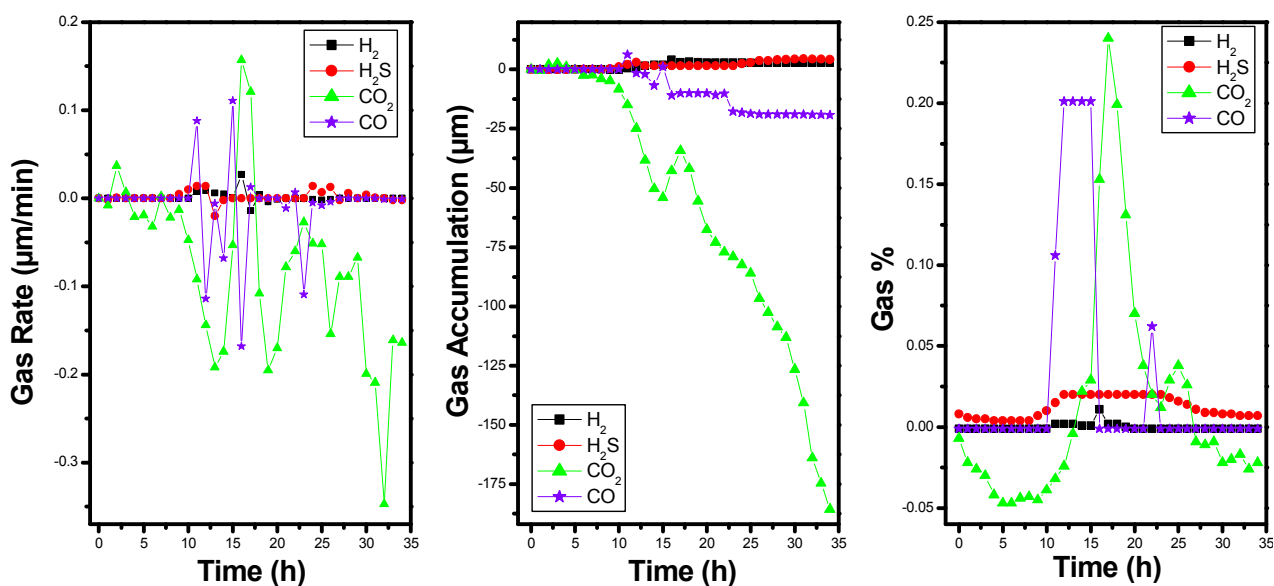 Gas Rate (µm/min)
0.2
0.1
0.0
-0.1
-0.2
-0.3
0 5 10 15 20 25 30 35
Time (h)
H2
H2S
CO2
CO
Gas Accumulation (µm)
0
-25
-50
-75
-100
-125
-150
-175
0 5 10 15 20 25 30 35
Time (h)
H2
H2S
CO2
CO
Gas %
0.25
0.20
0.15
0.10
0.05
0.00
-0.05
0 5 10 15 20 25 30 35
Time (h)
H2
H2S
CO2
CO